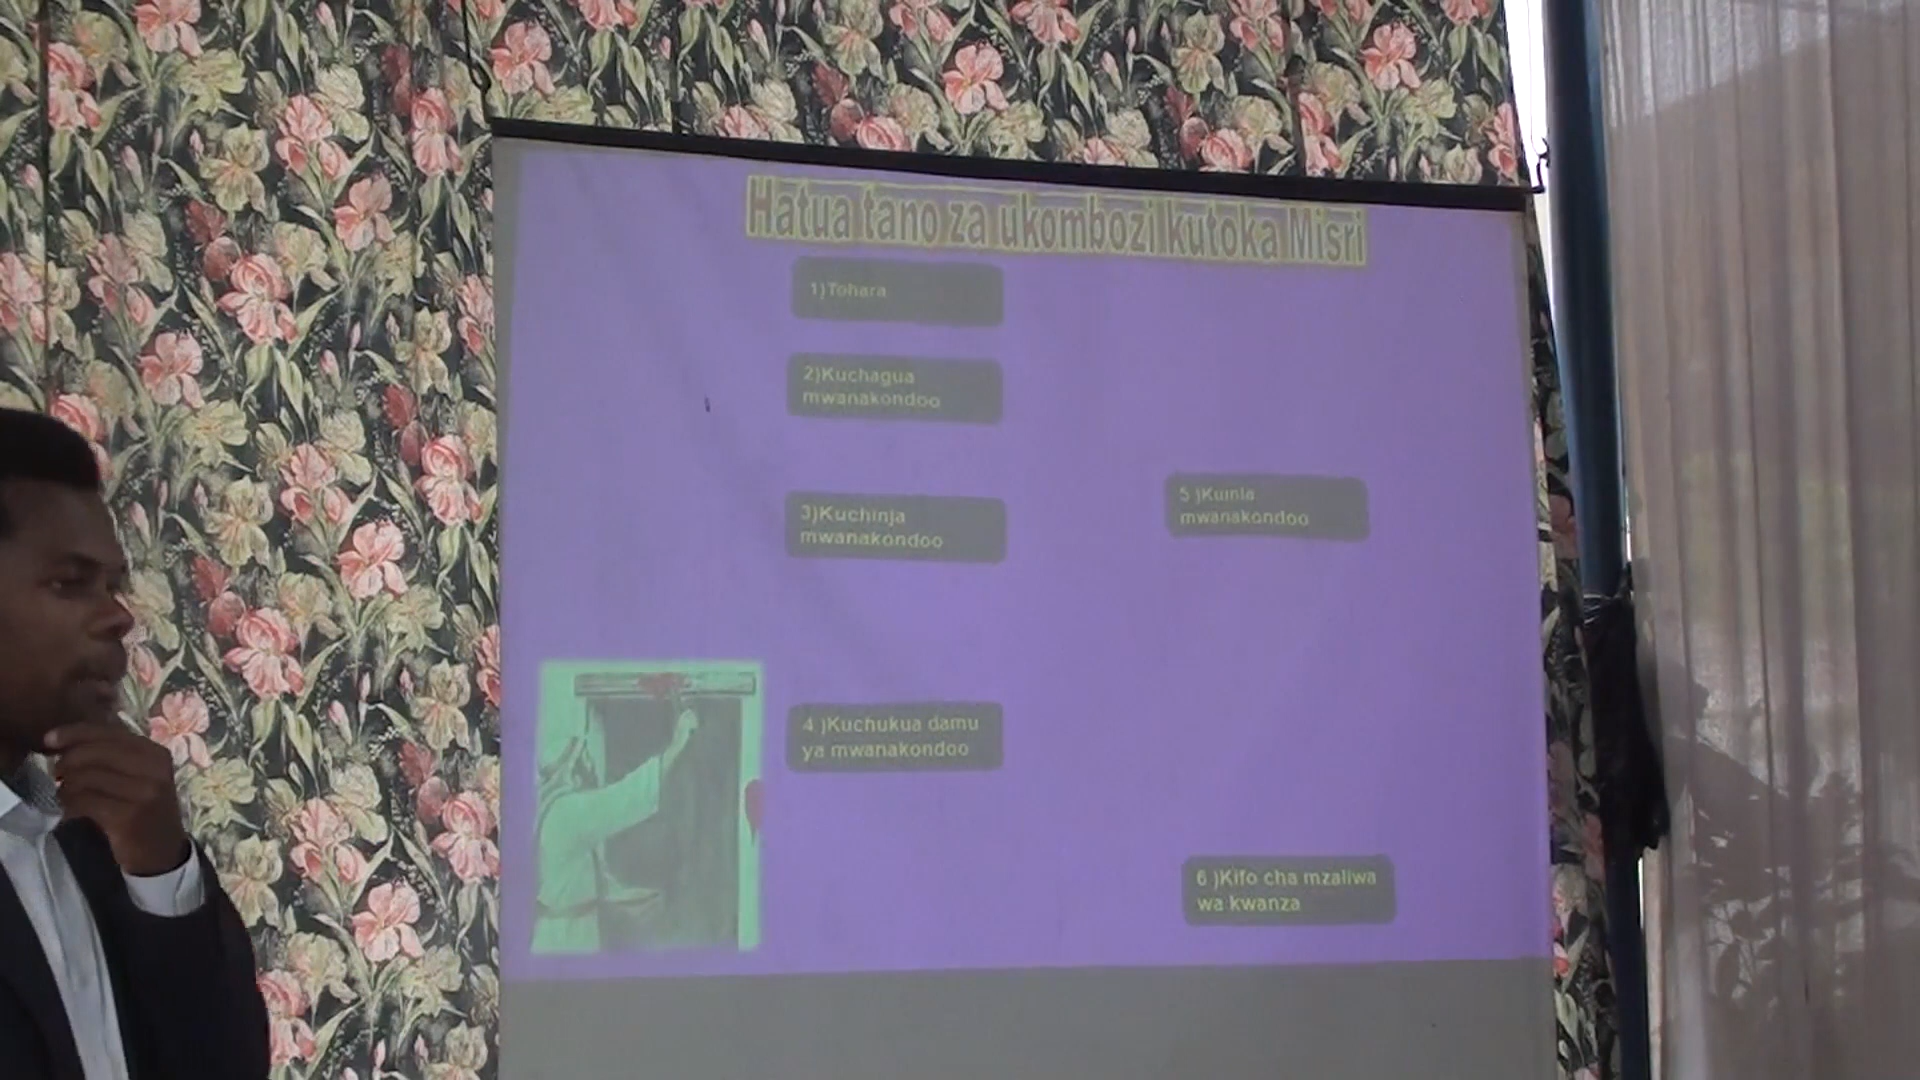 Hatua tano za ukombozi kutoka Misri
1)Tohara
2)Kuchagua
mwanakondoo
3)Kuchinja
mwanakondoo
4 )Kuchukua damu
ya mwanakondoo
5 )Kumla
mwanakondoo
6 )Kifo cha mzaliwa
wa kwanza